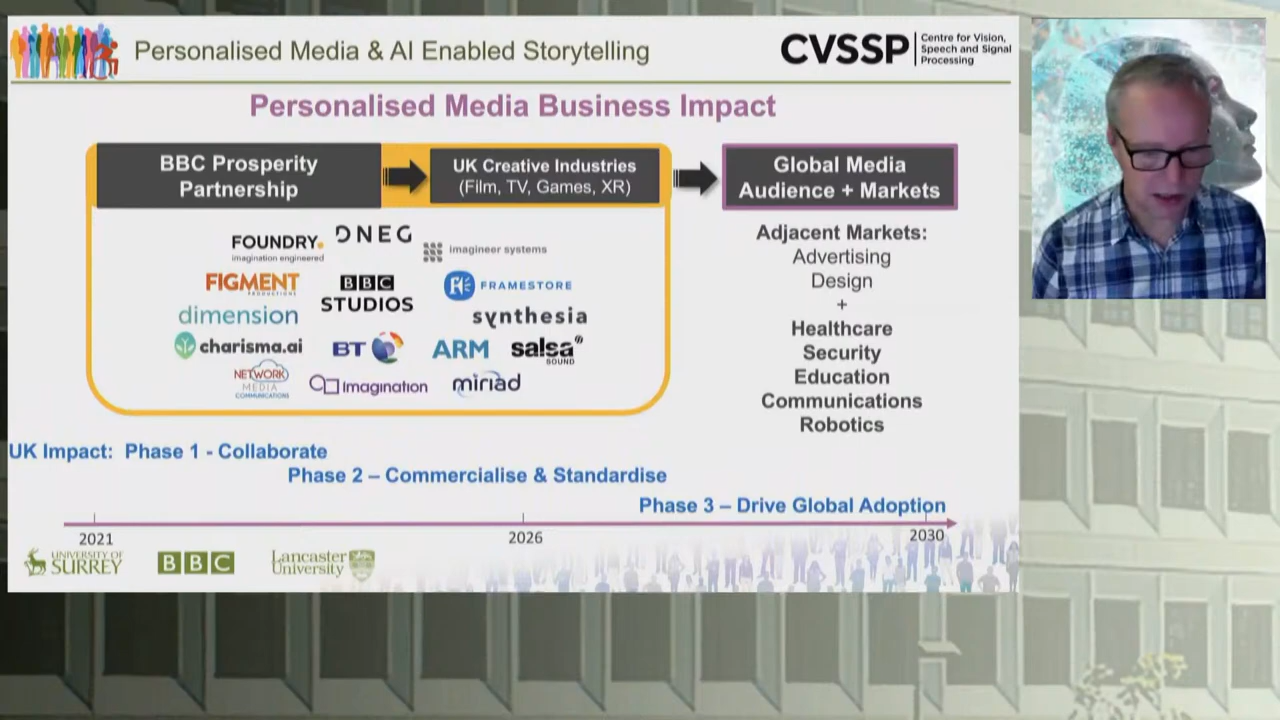 Personalised Media & AI Enabled Storytelling
CVSSP
Centre for Vision,
Speech and Signal
Processing
Personalised Media Business Impact
BBC Prosperity
Partnership
UK Creative Industries
(Film, TV, Games, XR)
Global Media
Audience + Markets
FOUNDRY.
imagination engineered
DNEG
imagineer systems
FIGMENT
PRODUCTIONS
BBC
STUDIOS
FRAMESTORE
dimension
synthesia
charisma.ai
BT
ARM
salsa
SOUND
NETWORK
MEDIA
COMMUNICATIONS
Imagination
miriad
Adjacent Markets:
Advertising
Design
+
Healthcare
Security
Education
Communications
Robotics
UK Impact: Phase 1 - Collaborate
Phase 2 – Commercialise & Standardise
Phase 3 – Drive Global Adoption
2021
2026
2030
UNIVERSITY OF
SURREY
BBC
Lancaster
University